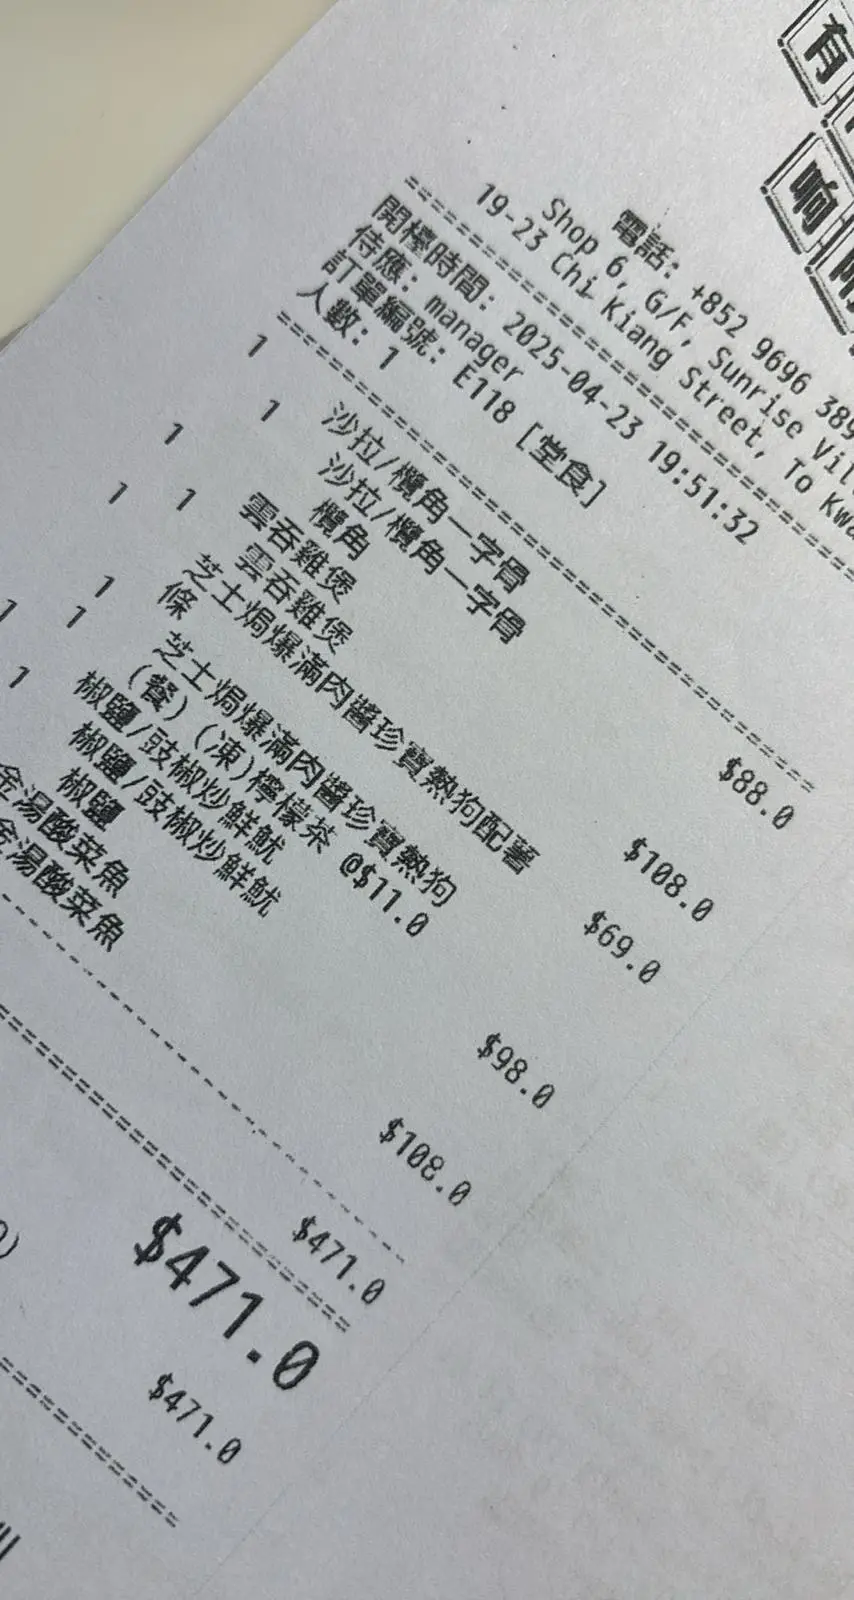 有
响
電話: +852 9696 389
Shop 6, G/F, Sunrise Vil
19-23 Chi Kiang Street, To Kwa
開檯時間: 2025-04-23 19:51:32
侍應: manager
訂單編號: E118 [堂食]
人數: 1
1 沙拉/欖角一字骨 $88.0
1 沙拉/欖角一字骨
欖角
1 雲吞雞煲 $108.0
1 雲吞雞煲
1 芝士焗爆滿肉醬珍寶熱狗配薯 $69.0
條
1 芝士焗爆滿肉醬珍寶熱狗
1 (餐)(凍)檸檬茶 @$11.0
1 椒鹽/豉椒炒鮮魷 $98.0
1 椒鹽/豉椒炒鮮魷
椒鹽
金湯酸菜魚 $108.0
金湯酸菜魚
$471.0
$471.0
$471.0